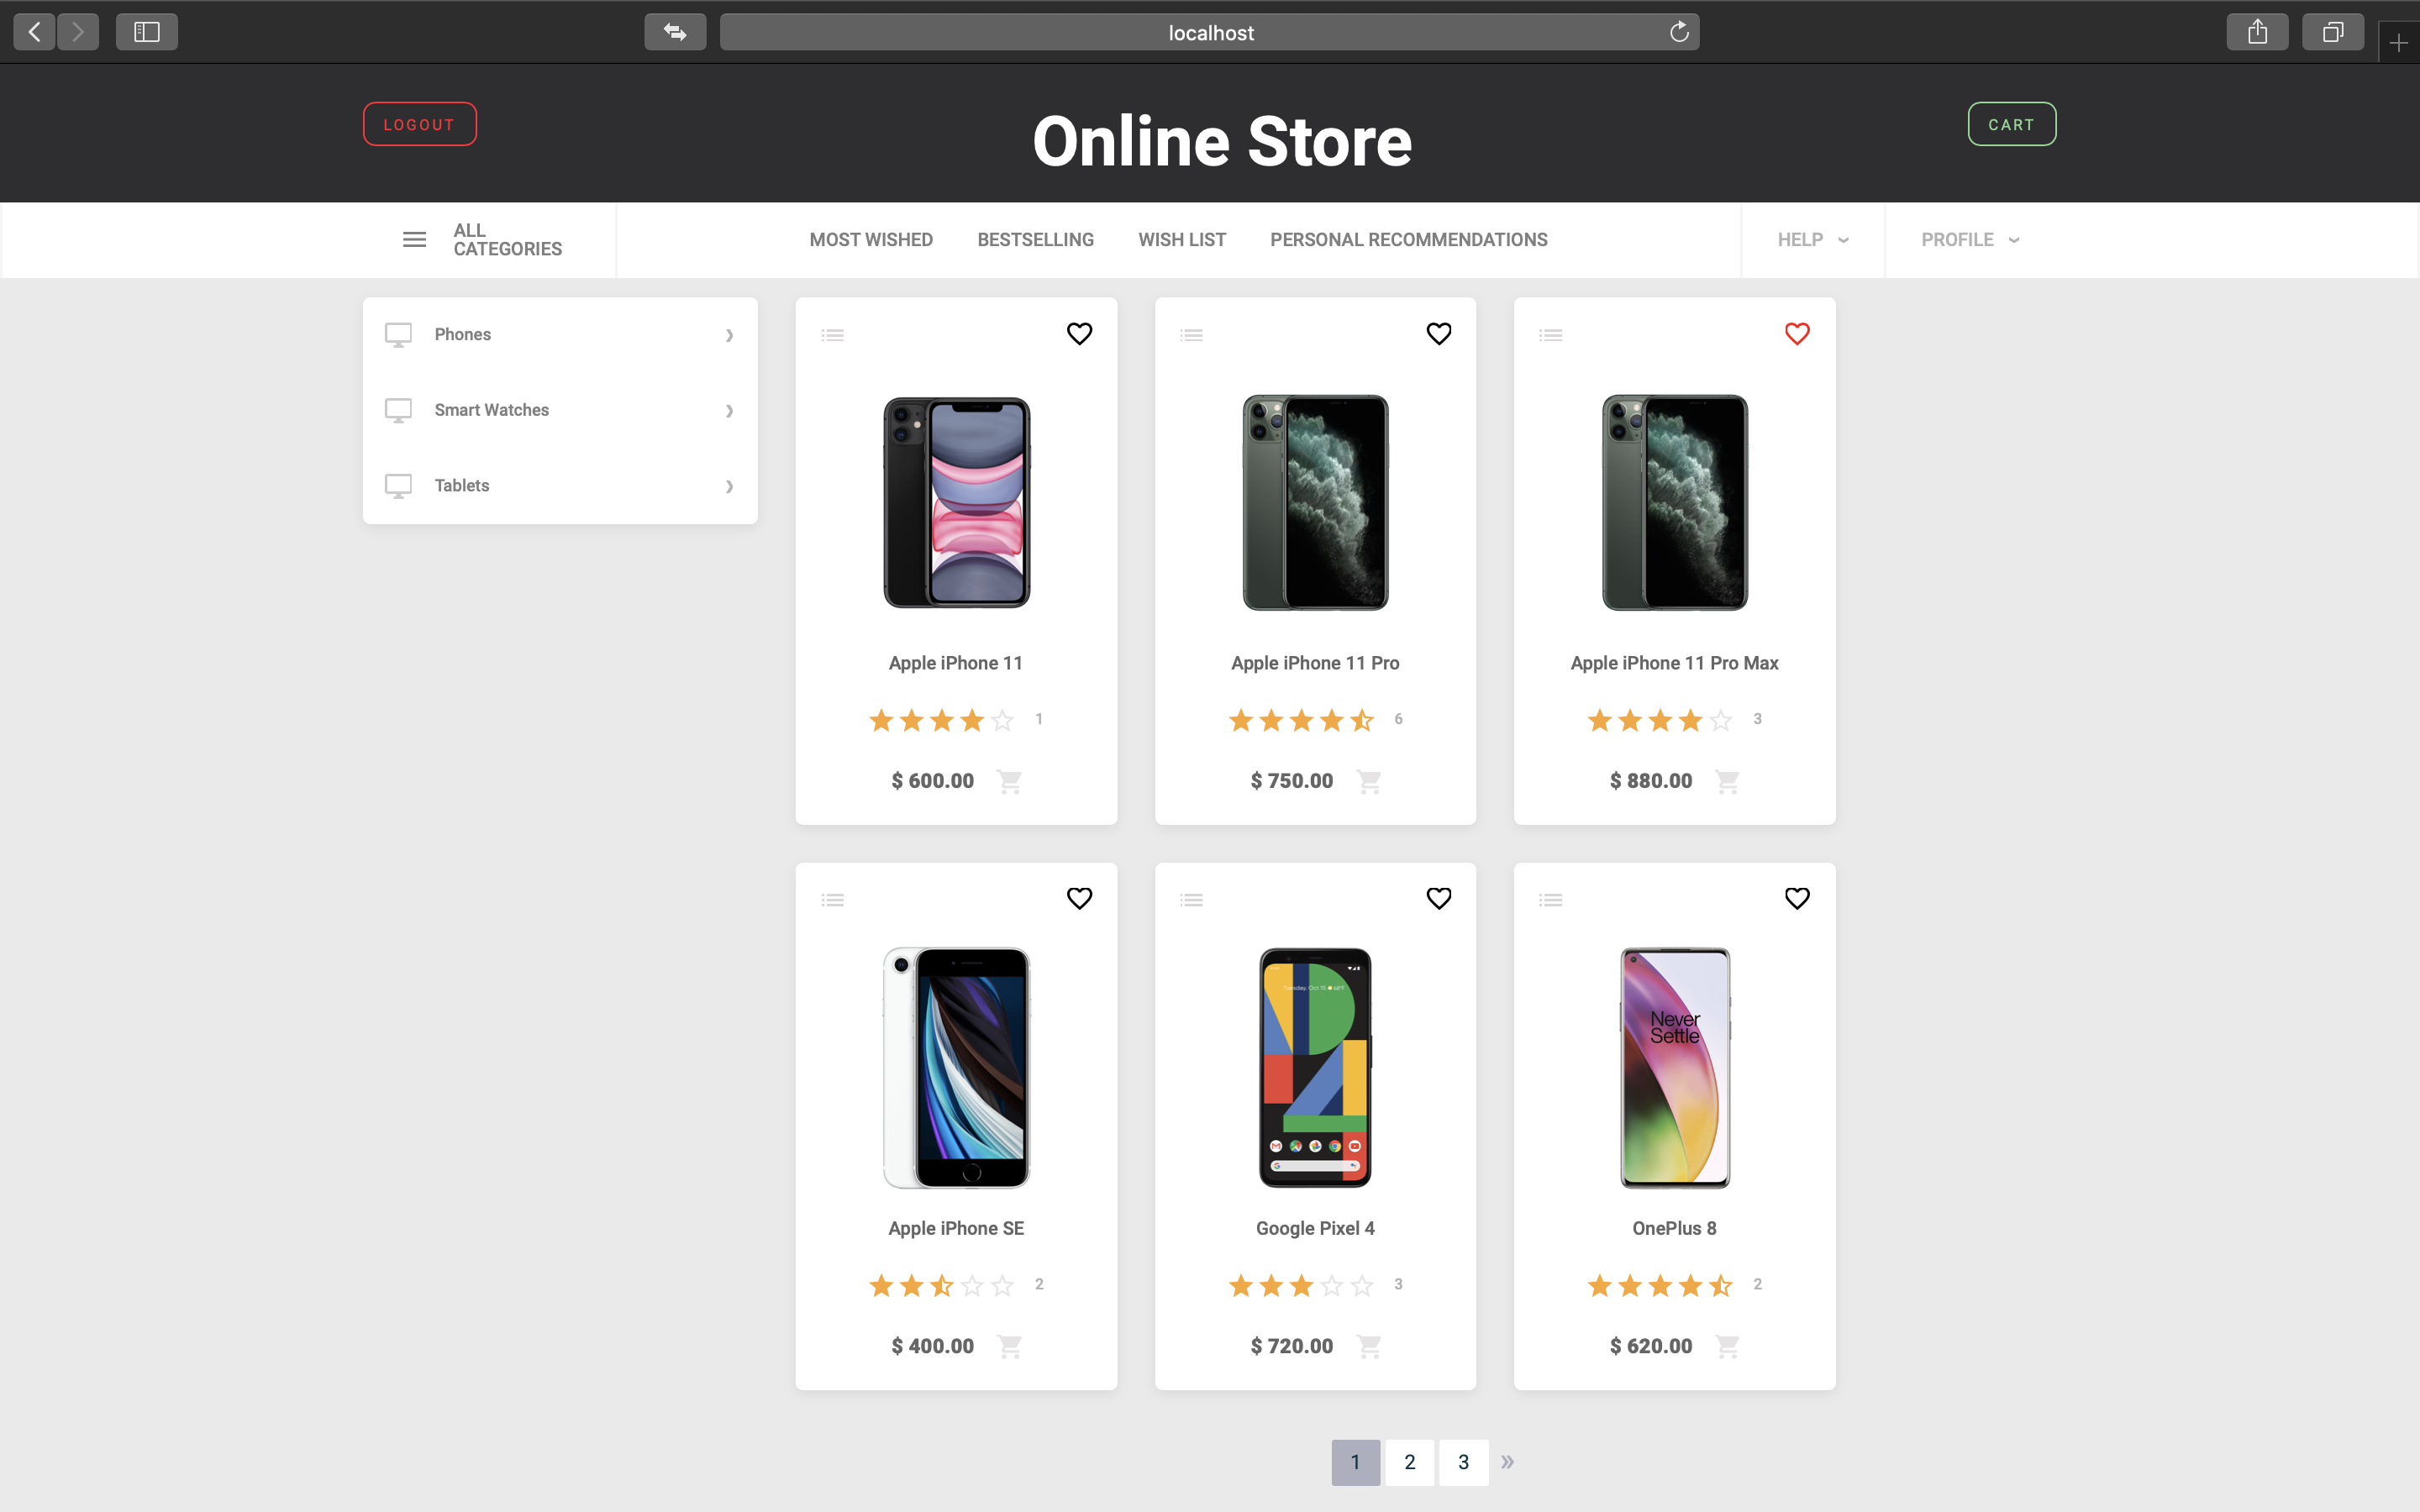 localhost
LOGOUT
Online Store
CART
ALL
CATEGORIES
MOST WISHED
BESTSELLING
WISH LIST
PERSONAL RECOMMENDATIONS
HELP
PROFILE
Phones
Smart Watches
Tablets
Apple iPhone 11
1
$ 600.00
Apple iPhone 11 Pro
6
$ 750.00
Apple iPhone 11 Pro Max
3
$ 880.00
Apple iPhone SE
2
$ 400.00
Tuesday, Oct 15
Google Pixel 4
3
$ 720.00
Never
Settle
OnePlus 8
2
$ 620.00
1 2 3 »